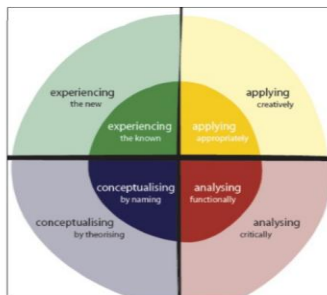 experiencing
the new
applying
creatively
experiencing
the known
applying
appropriately
conceptualising
by naming
analysing
functionally
conceptualising
by theorising
analysing
critically